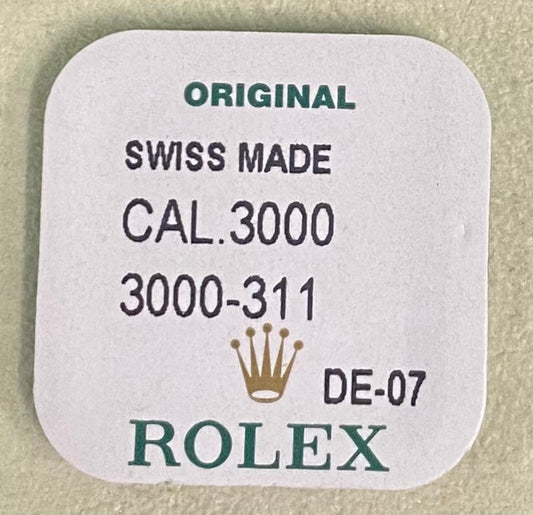 ORIGINAL
SWISS MADE
CAL.3000
3000-311
DE-07
ROLEX